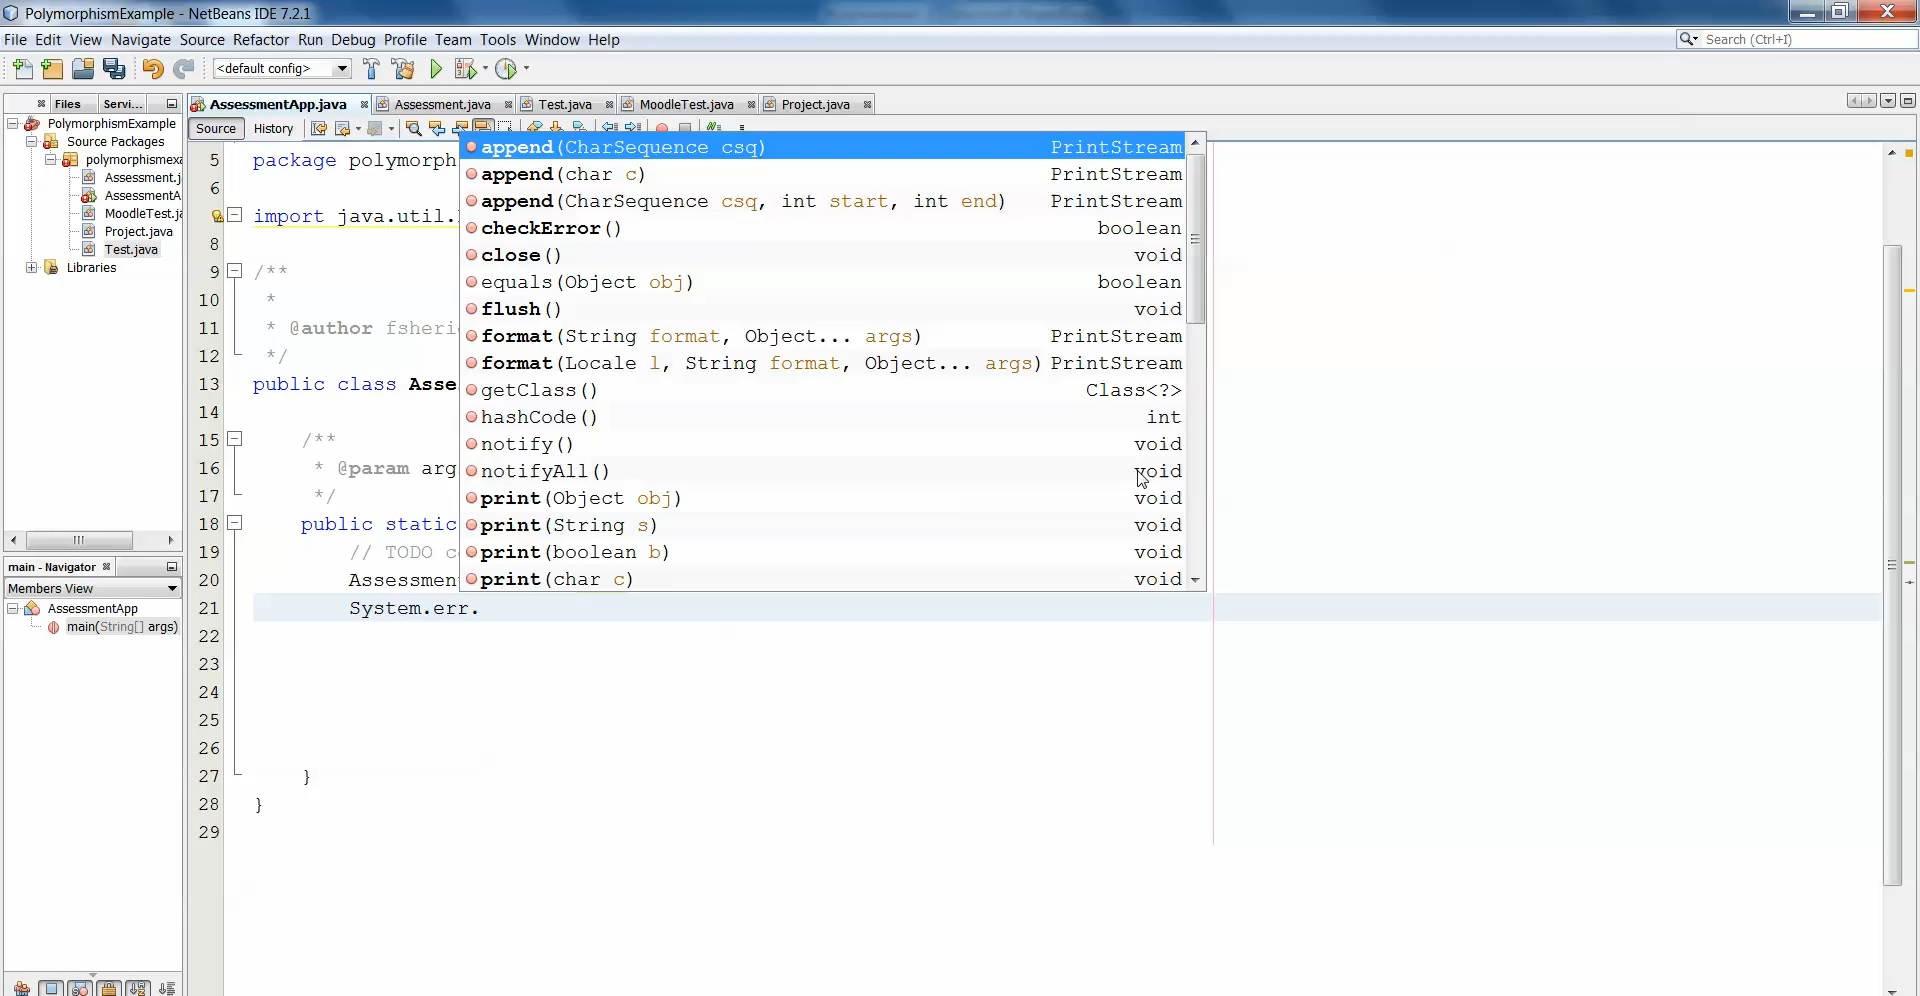 PolymorphismExample - NetBeans IDE 7.2.1
File Edit View Navigate Source Refactor Run Debug Profile Team Tools Window Help
Search (Ctrl+I)
<default config>
Files Servi...
AssessmentApp.java Assessment.java Test.java MoodleTest.java Project.java
Source History
PolymorphismExample
Source Packages
polymorphismexa
Assessment.j
AssessmentA
MoodleTest.ja
Project.java
Test.java
Libraries
main - Navigator
Members View
AssessmentApp
main(String[] args)
5 package polymorph
6
import java.util.
8
9 /**
10 *
11 * @author fsheri
12 */
13 public class Asse
14
15 /**
16 * @param arg
17 */
18 public static
19 // TODO c
20 Assessment
21 System.err.
22
23
24
25
26
27 }
28 }
29
append(CharSequence csq) PrintStream
append(char c) PrintStream
append(CharSequence csq, int start, int end) PrintStream
checkError() boolean
close() void
equals(Object obj) boolean
flush() void
format(String format, Object... args) PrintStream
format(Locale l, String format, Object... args) PrintStream
getClass() Class<?>
hashCode() int
notify() void
notifyAll() void
print(Object obj) void
print(String s) void
print(boolean b) void
print(char c) void